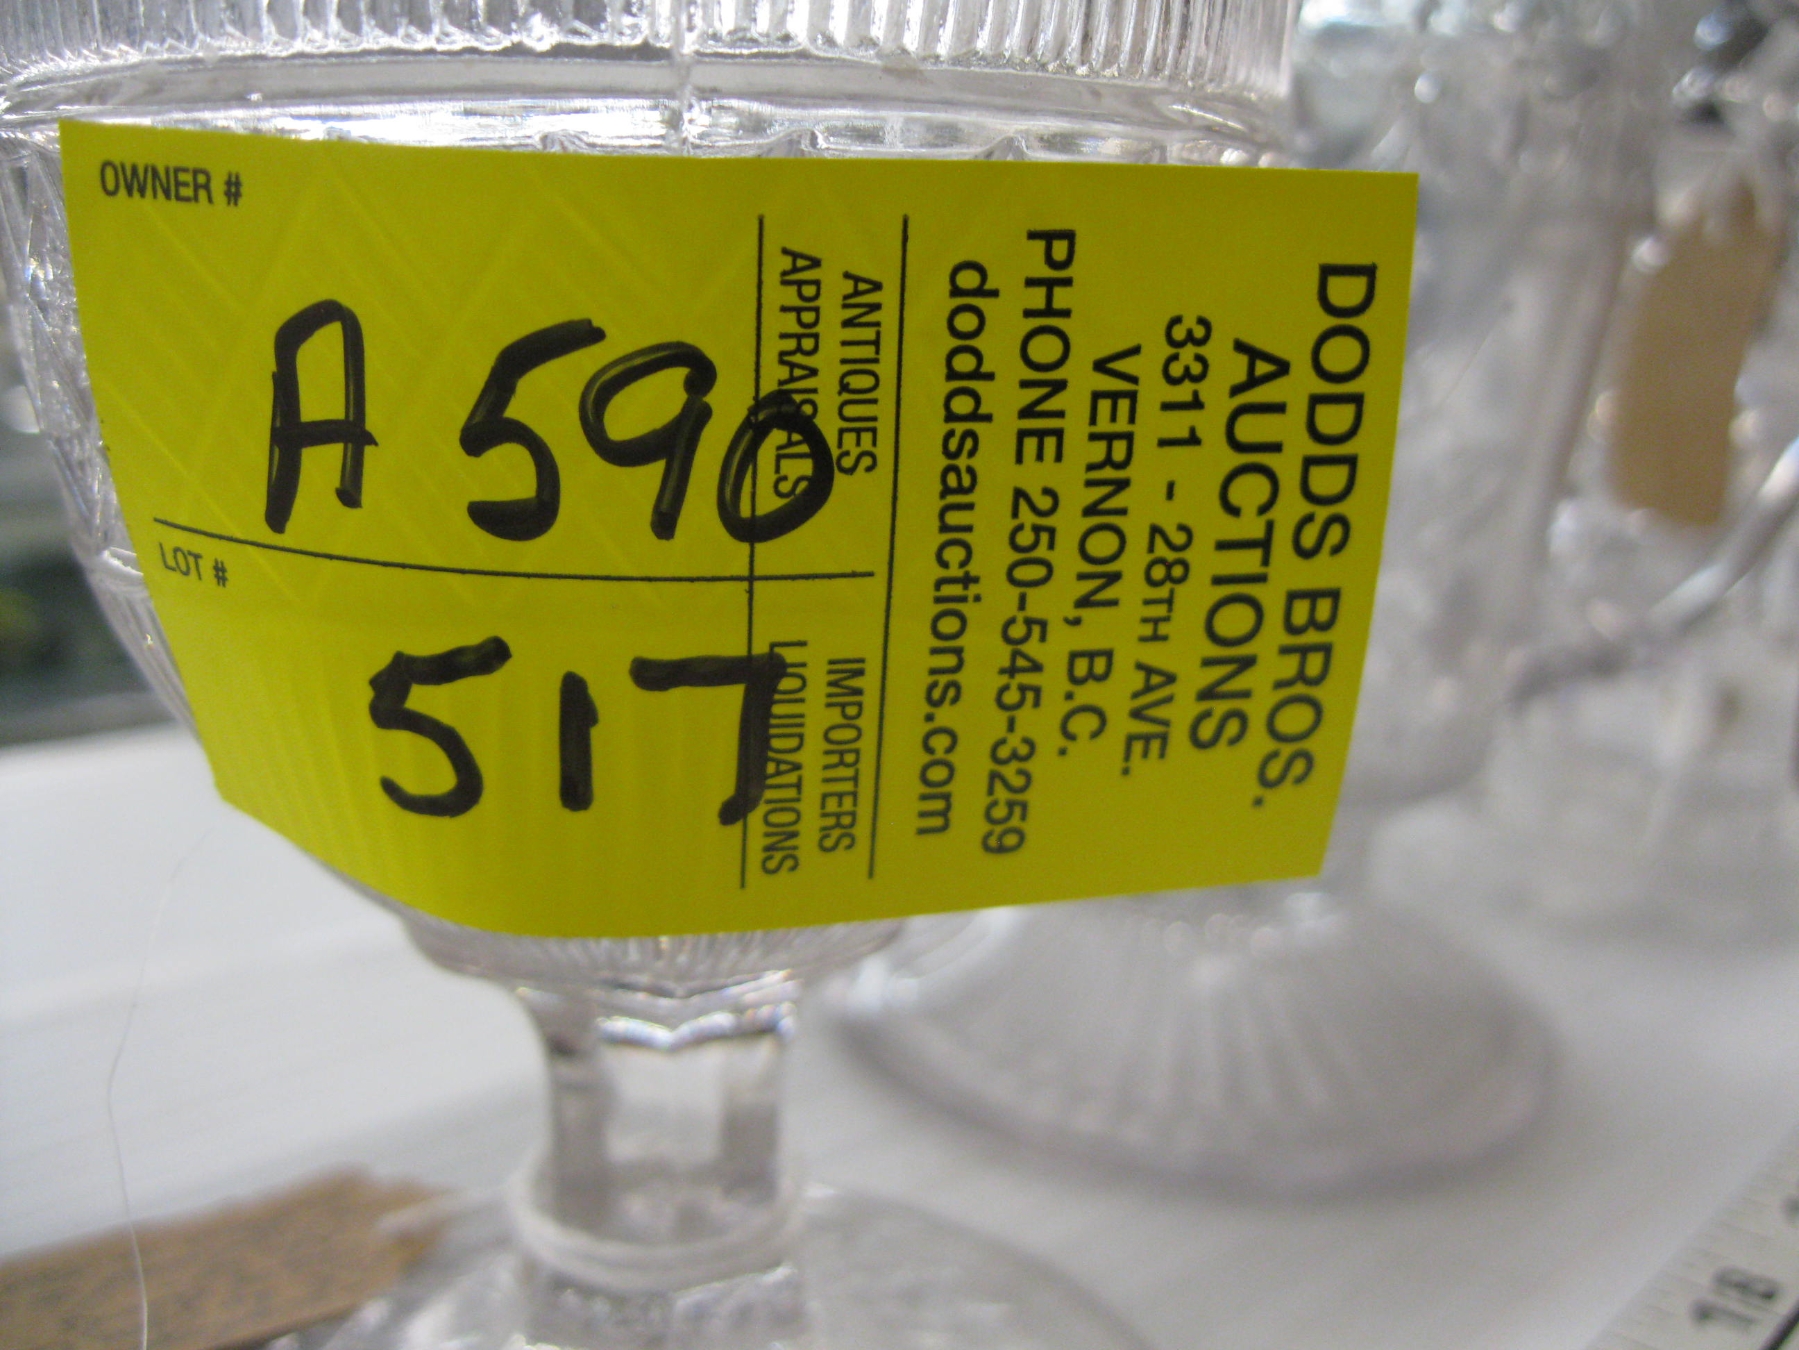 OWNER #
A 590
LOT #
517
ANTIQUES
APPRAISALS
IMPORTERS
LIQUIDATIONS
DODDS BROS.
AUCTIONS
3311 - 28TH AVE.
VERNON, B.C.
PHONE 250-545-3259
doddsauctions.com
18